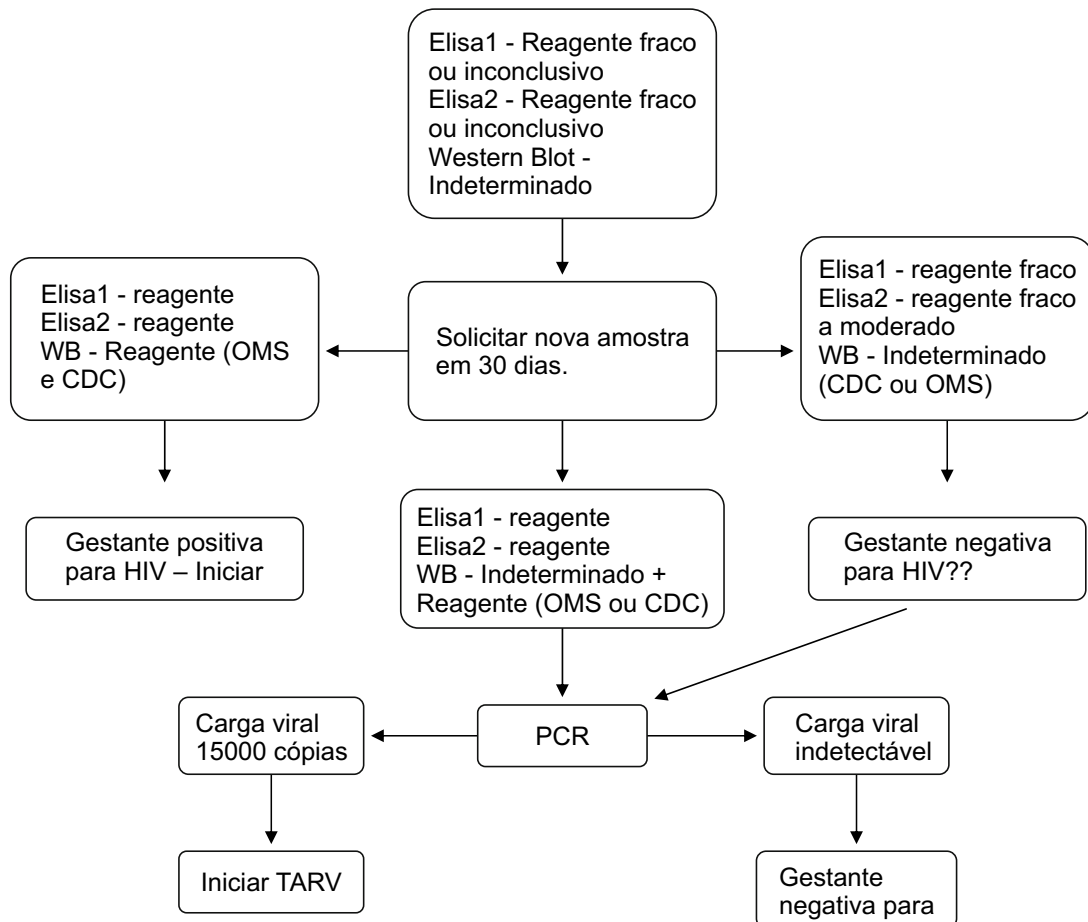 Elisa1 - Reagente fraco
ou inconclusivo
Elisa2 - Reagente fraco
ou inconclusivo
Western Blot -
Indeterminado
Elisa1 - reagente
Elisa2 - reagente
WB - Reagente (OMS
e CDC)
Solicitar nova amostra
em 30 dias.
Elisa1 - reagente fraco
Elisa2 - reagente fraco
a moderado
WB - Indeterminado
(CDC ou OMS)
Gestante positiva
para HIV – Iniciar
Elisa1 - reagente
Elisa2 - reagente
WB - Indeterminado +
Reagente (OMS ou CDC)
Gestante negativa
para HIV??
Carga viral
15000 cópias
PCR
Carga viral
indetectável
Iniciar TARV
Gestante
negativa para